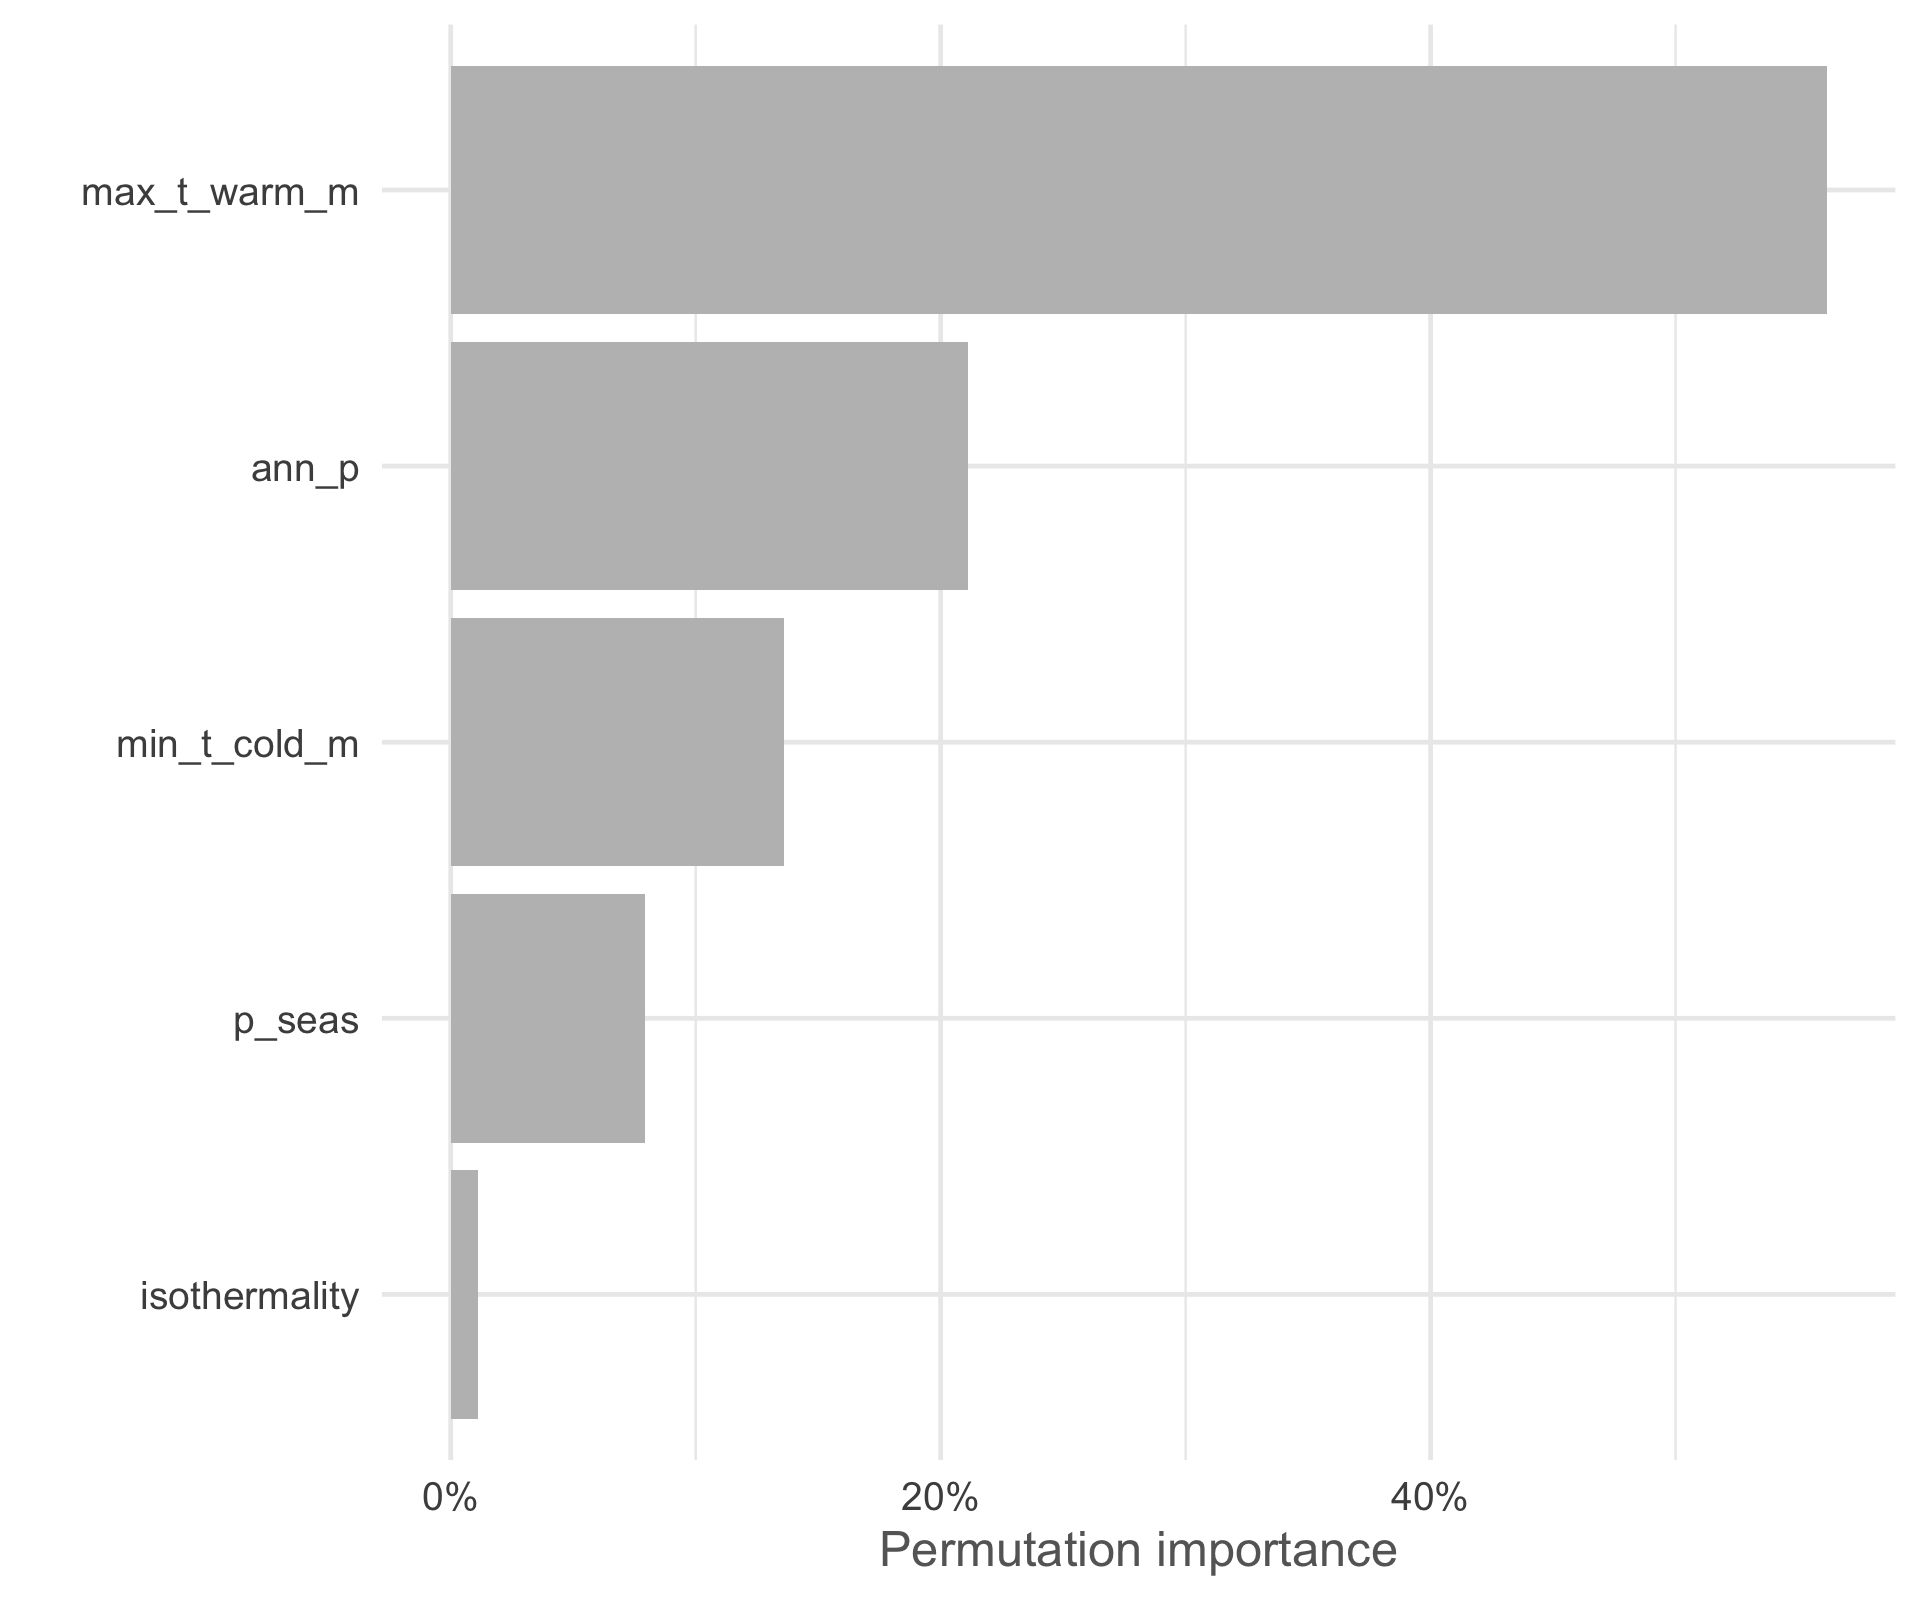 max_t_warm_m
ann_p
min_t_cold_m
p_seas
isothermality
0% 20% 40%
Permutation importance